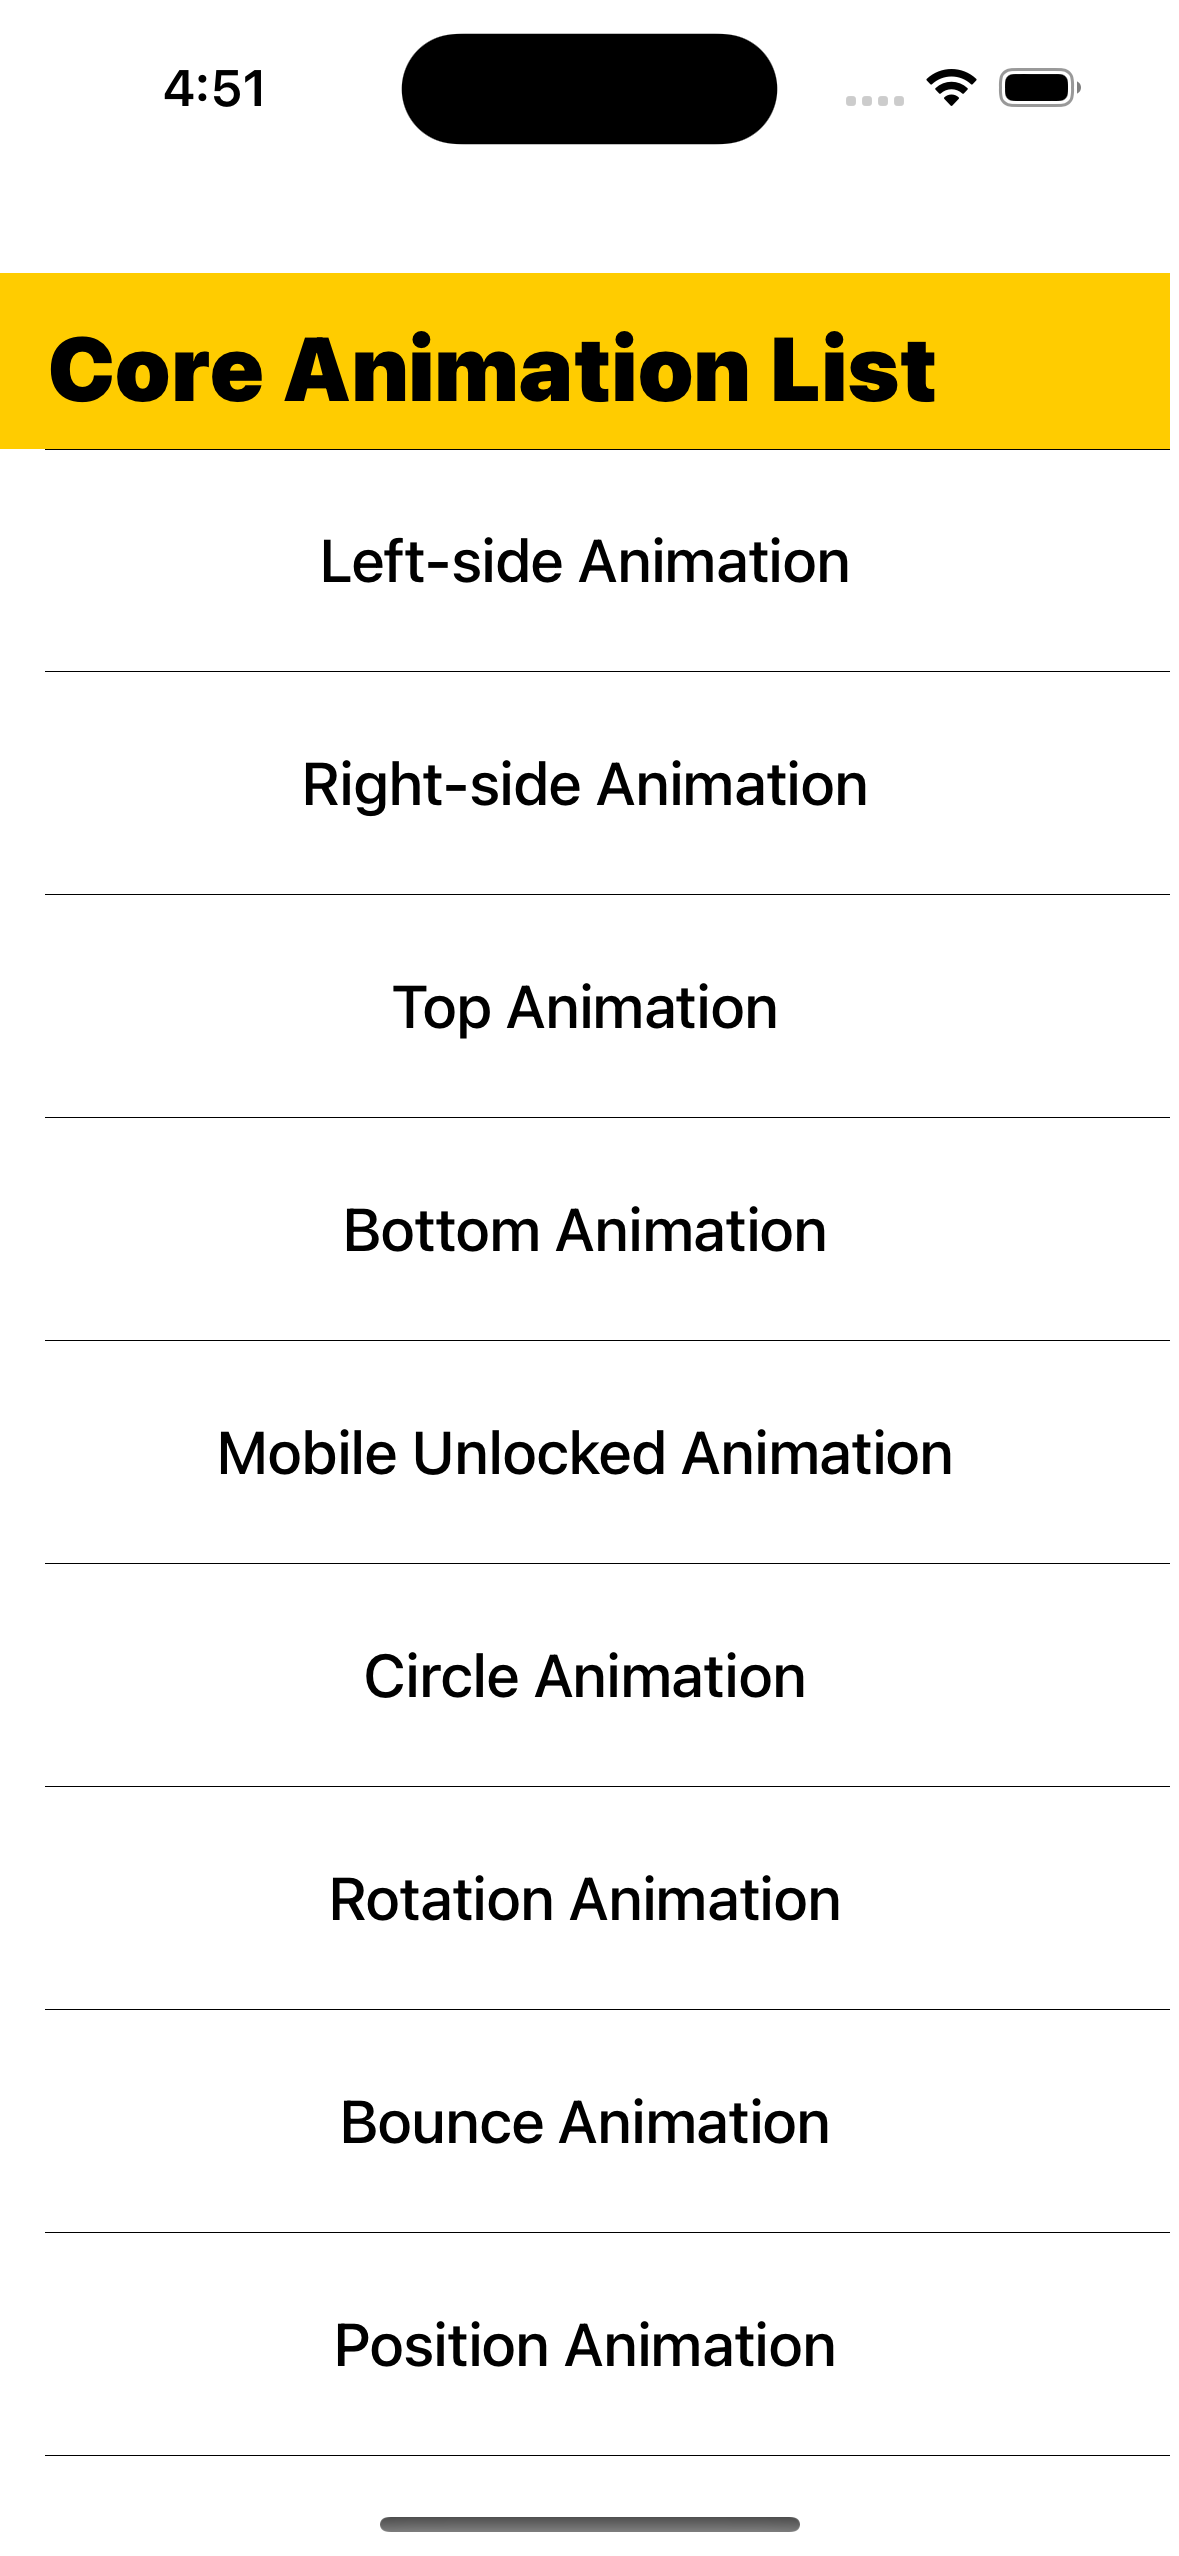 4:51
Core Animation List
Left-side Animation
Right-side Animation
Top Animation
Bottom Animation
Mobile Unlocked Animation
Circle Animation
Rotation Animation
Bounce Animation
Position Animation